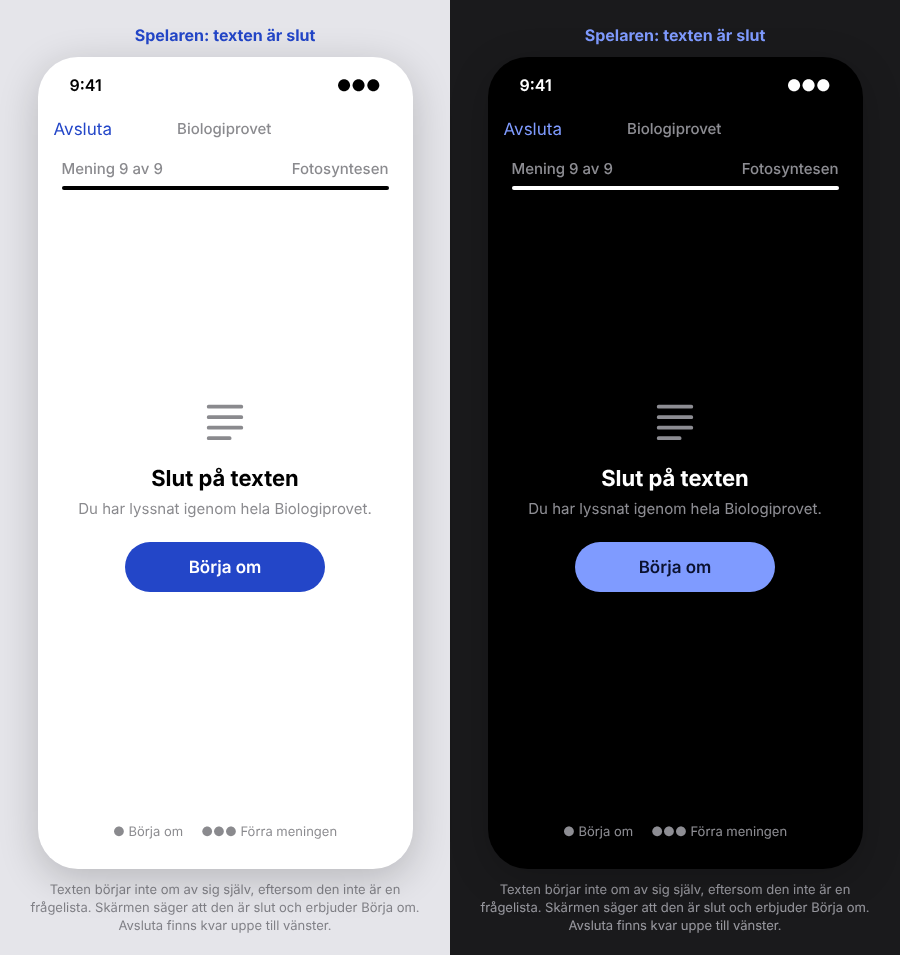 Spelaren: texten är slut
9:41
Avsluta
Biologiprovet
Mening 9 av 9
Fotosyntesen
Slut på texten
Du har lyssnat igenom hela Biologiprovet.
Börja om
Börja om
Förra meningen
Texten börjar inte om av sig själv, eftersom den inte är en
frågelista. Skärmen säger att den är slut och erbjuder Börja om.
Avsluta finns kvar uppe till vänster.
Spelaren: texten är slut
9:41
Avsluta
Biologiprovet
Mening 9 av 9
Fotosyntesen
Slut på texten
Du har lyssnat igenom hela Biologiprovet.
Börja om
Börja om
Förra meningen
Texten börjar inte om av sig själv, eftersom den inte är en
frågelista. Skärmen säger att den är slut och erbjuder Börja om.
Avsluta finns kvar uppe till vänster.